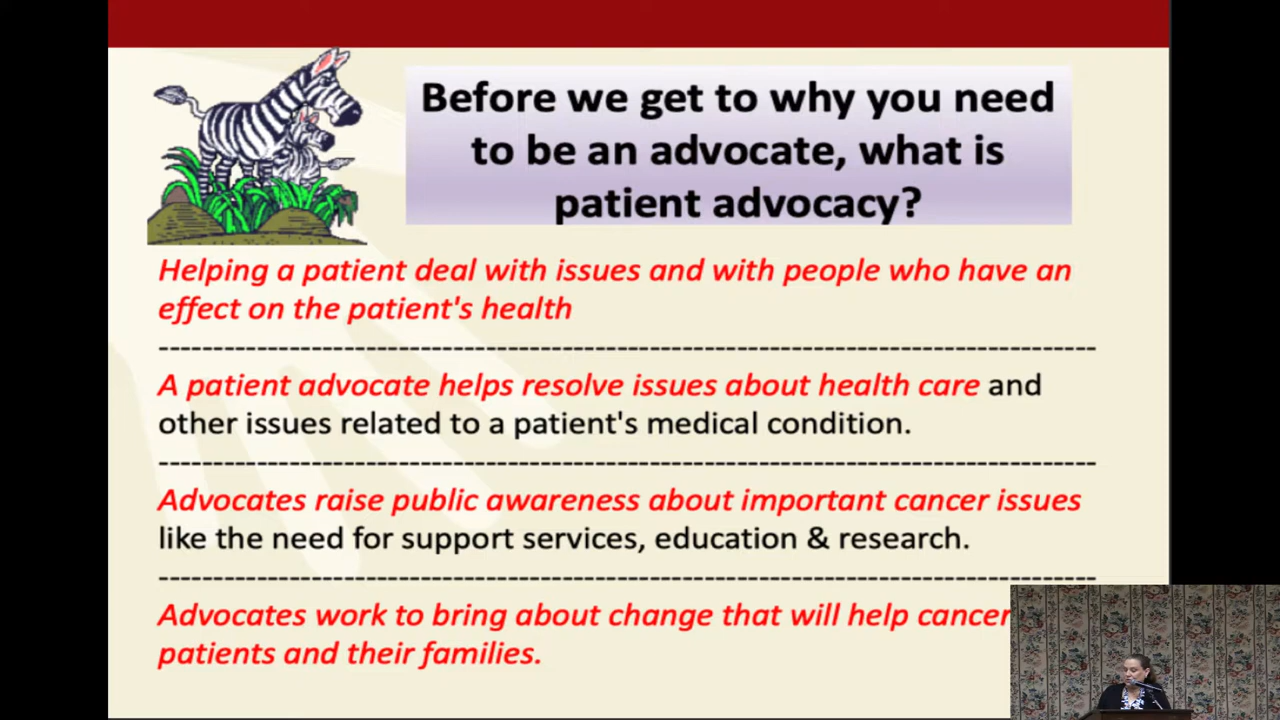 Before we get to why you need
to be an advocate, what is
patient advocacy?
Helping a patient deal with issues and with people who have an
effect on the patient's health
--------------------------------------------------------------------------------------
A patient advocate helps resolve issues about health care and
other issues related to a patient's medical condition.
--------------------------------------------------------------------------------------
Advocates raise public awareness about important cancer issues
like the need for support services, education & research.
--------------------------------------------------------------------------------------
Advocates work to bring about change that will help cancer
patients and their families.